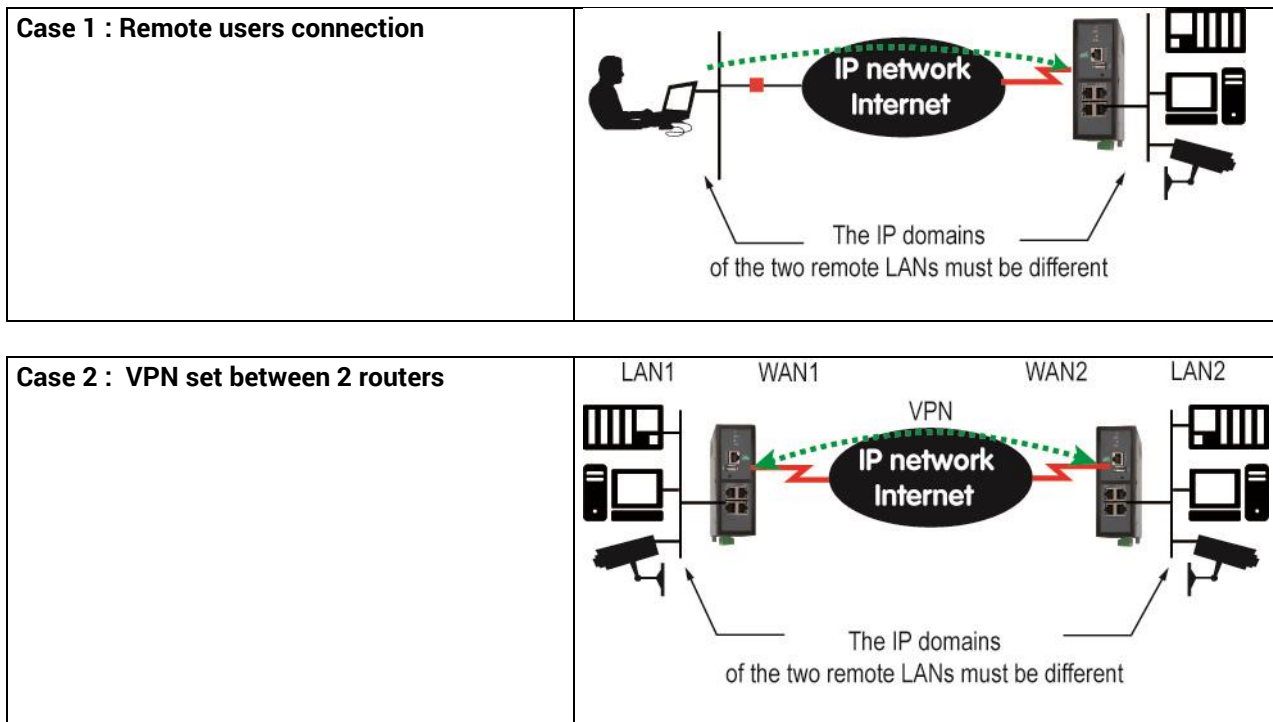 Case 1 : Remote users connection
IP network
Internet
The IP domains
of the two remote LANs must be different
Case 2 :  VPN set between 2 routers
LAN1 WAN1 WAN2 LAN2
VPN
IP network
Internet
The IP domains
of the two remote LANs must be different